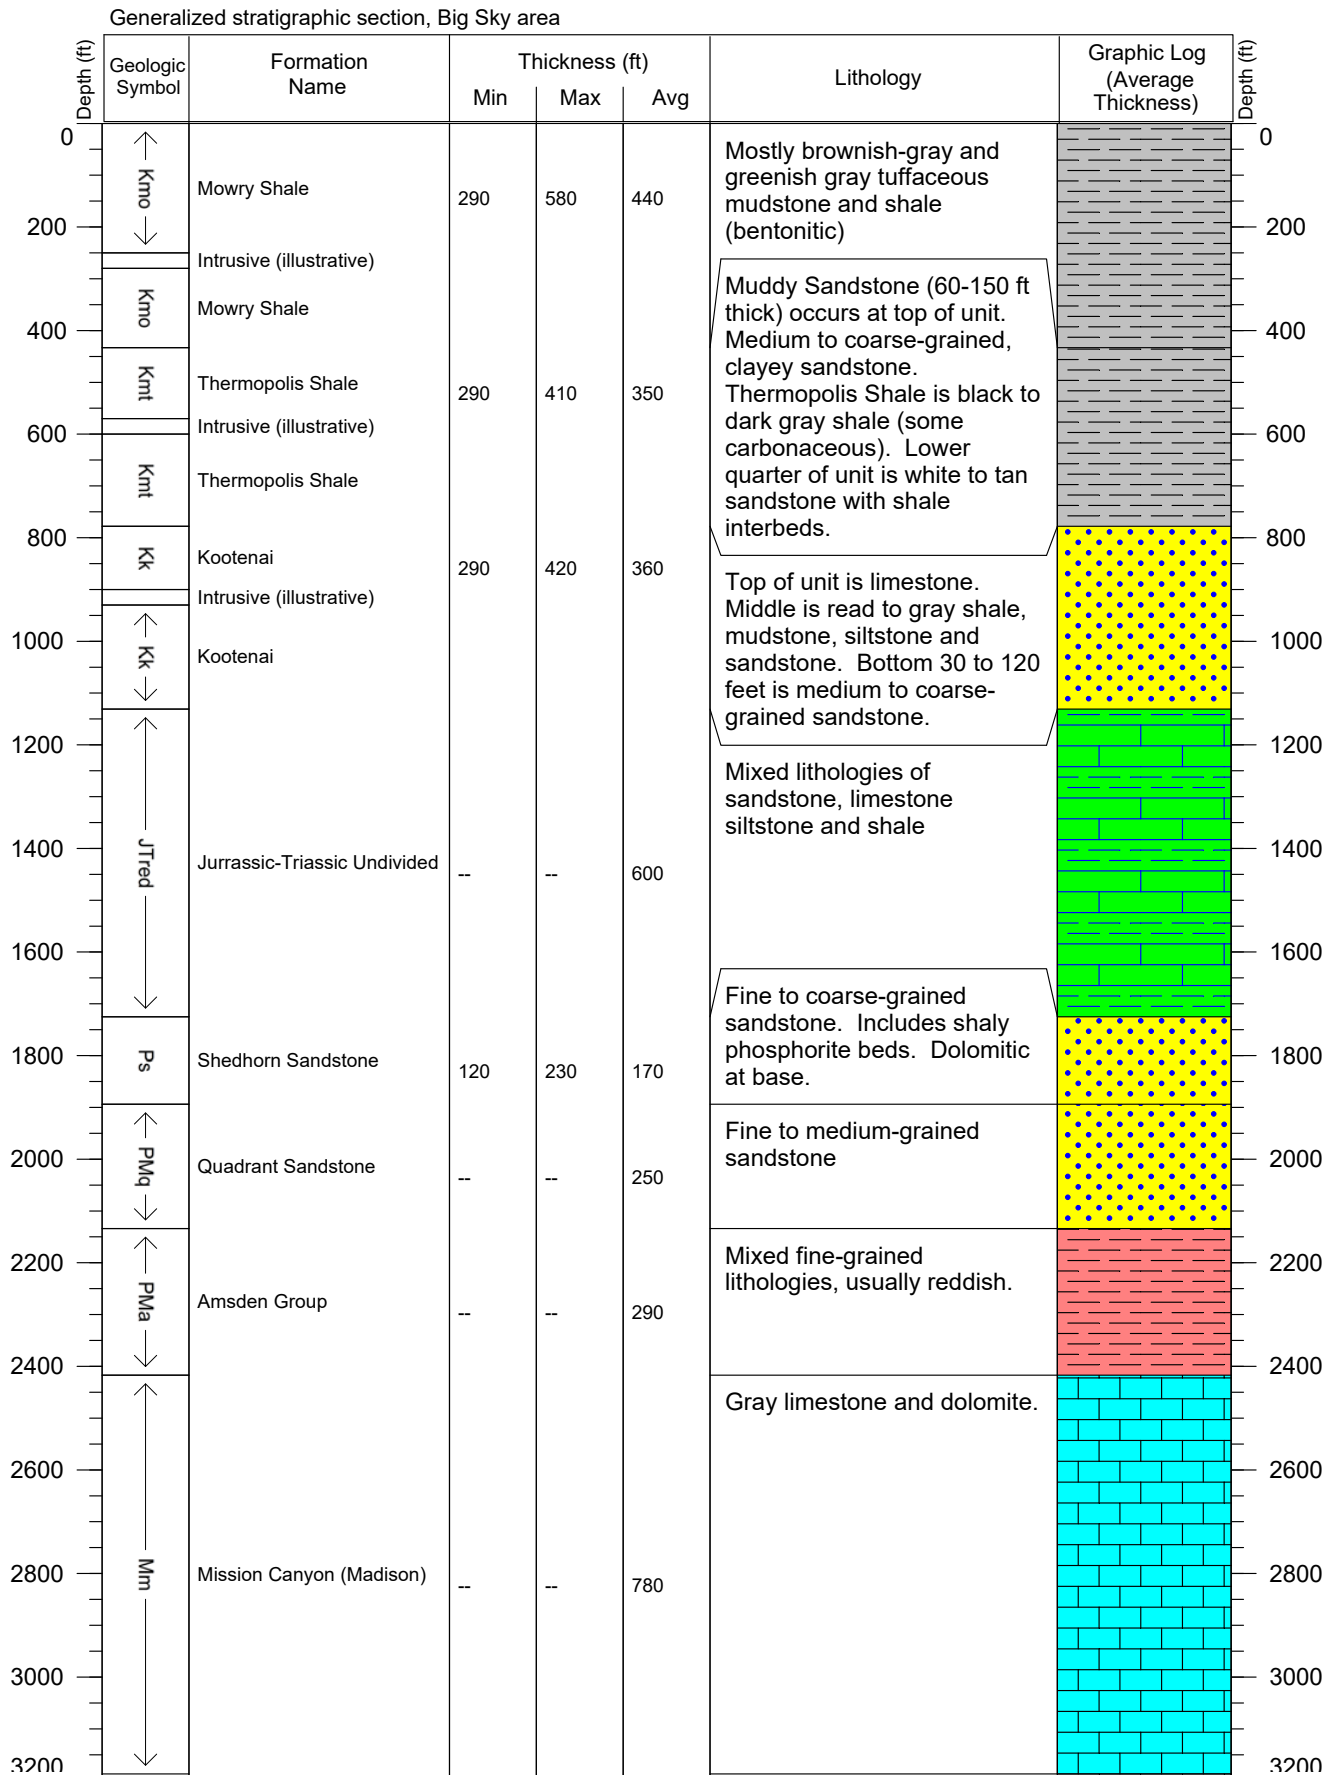 Generalized stratigraphic section, Big Sky area
Depth (ft)
Geologic
Symbol
Formation
Name
Thickness (ft)
Min
Max
Avg
Lithology
Graphic Log
(Average
Thickness)
Depth (ft)
0
200
400
600
800
1000
1200
1400
1600
1800
2000
2200
2400
2600
2800
3000
3200
Kmo
Mowry Shale
290 580 440
Mostly brownish-gray and
greenish gray tuffaceous
mudstone and shale
(bentonitic)
Intrusive (illustrative)
Kmo
Mowry Shale
Kmt
Thermopolis Shale
290 410 350
Muddy Sandstone (60-150 ft
thick) occurs at top of unit.
Medium to coarse-grained,
clayey sandstone.
Thermopolis Shale is black to
dark gray shale (some
carbonaceous). Lower
quarter of unit is white to tan
sandstone with shale
interbeds.
Intrusive (illustrative)
Kmt
Thermopolis Shale
Kk
Kootenai
290 420 360
Top of unit is limestone.
Middle is read to gray shale,
mudstone, siltstone and
sandstone. Bottom 30 to 120
feet is medium to coarse-
grained sandstone.
Intrusive (illustrative)
Kk
Kootenai
JTred
Jurrassic-Triassic Undivided
-- -- 600
Mixed lithologies of
sandstone, limestone
siltstone and shale
Ps
Shedhorn Sandstone
120 230 170
Fine to coarse-grained
sandstone. Includes shaly
phosphorite beds. Dolomitic
at base.
PMq
Quadrant Sandstone
-- -- 250
Fine to medium-grained
sandstone
PMa
Amsden Group
-- -- 290
Mixed fine-grained
lithologies, usually reddish.
Mm
Mission Canyon (Madison)
-- -- 780
Gray limestone and dolomite.
0
200
400
600
800
1000
1200
1400
1600
1800
2000
2200
2400
2600
2800
3000
3200